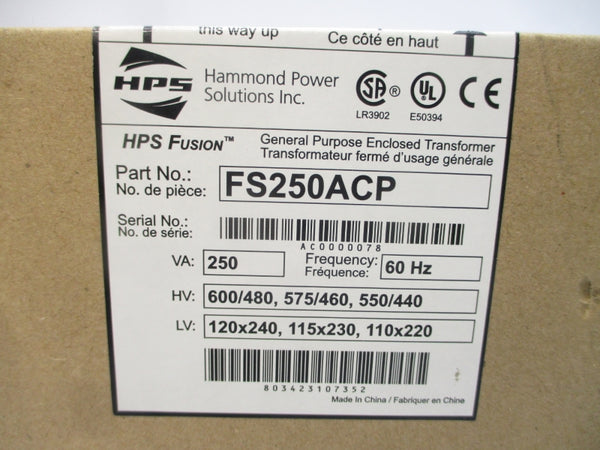 this way up
Ce côté en haut
HPS
Hammond Power
Solutions Inc.
SA ®
LR3902
UL
E50394
CE
HPS FUSION™
General Purpose Enclosed Transformer
Transformateur fermé d'usage générale
Part No.:
No. de pièce:
FS250ACP
Serial No.:
No. de série:
AC0000078
VA: 250
Frequency:
Fréquence:
60 Hz
HV: 600/480, 575/460, 550/440
LV: 120x240, 115x230, 110x220
803423107352
Made In China / Fabriquer en Chine